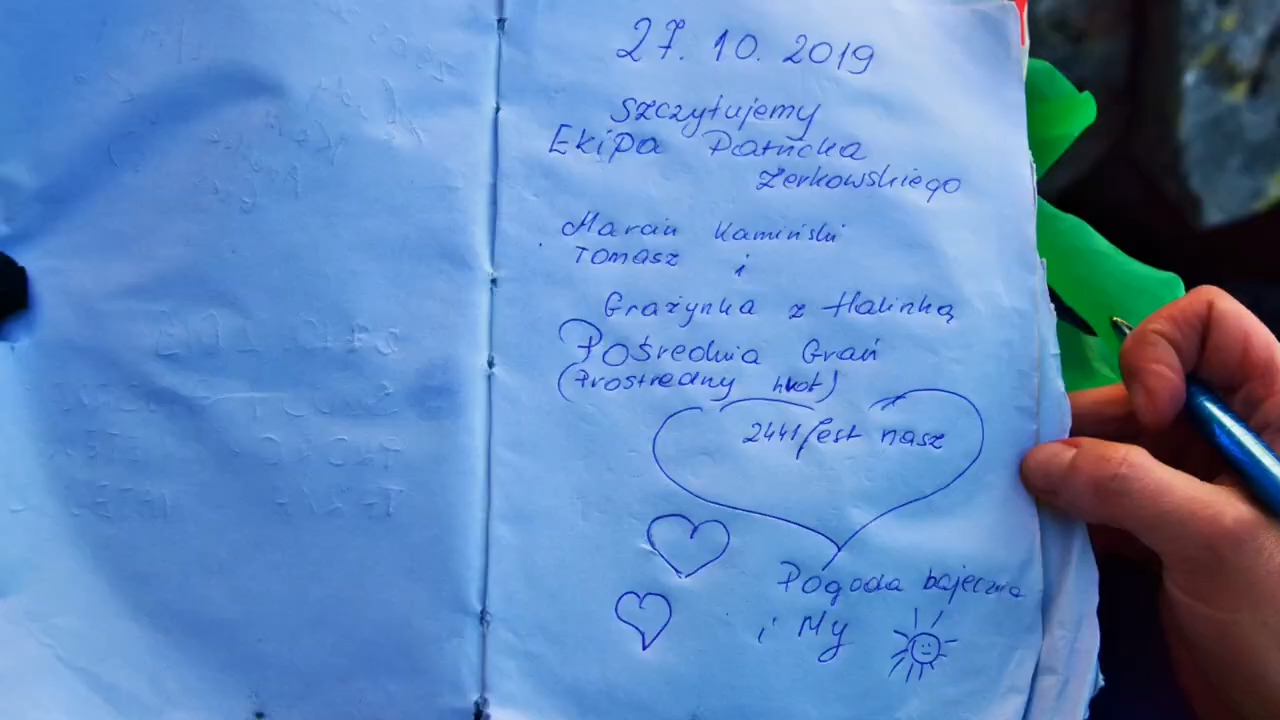 27. 10. 2019
Szczytujemy
Ekipa Patricka
Żerkowskiego
Marcin Kamiński
Tomasz i
Grażynka z Halinką
Pośrednia Grań
(Prostredny hrot)
2441 jest nasz
Pogoda bajeczna
i My